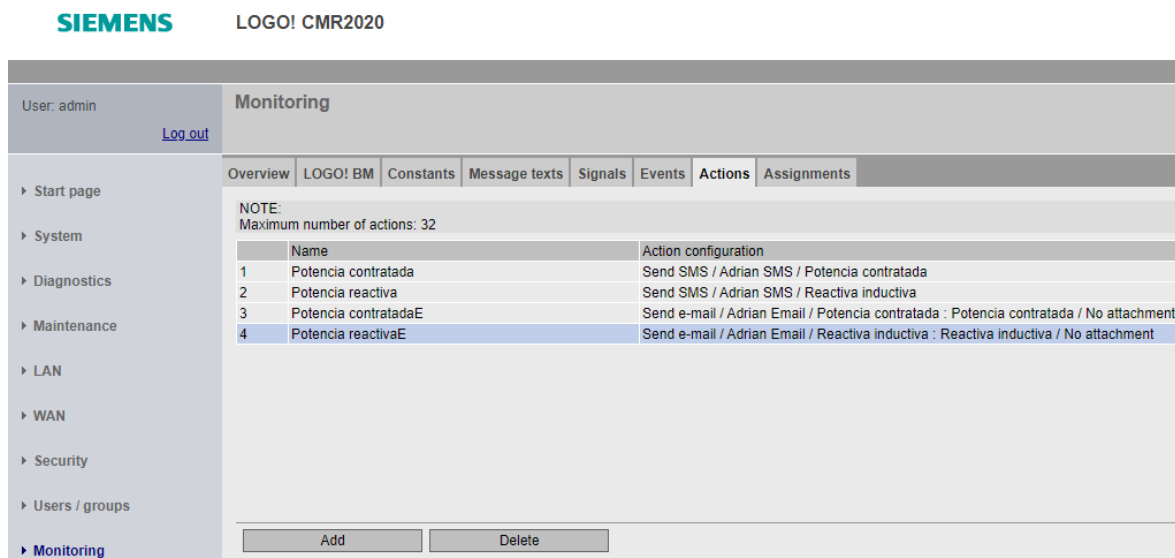 SIEMENS LOGO! CMR2020
User: admin
Log out
Monitoring
Start page
System
Diagnostics
Maintenance
LAN
WAN
Security
Users / groups
Monitoring
Overview LOGO! BM Constants Message texts Signals Events Actions Assignments
NOTE:
Maximum number of actions: 32
Name Action configuration
1 Potencia contratada Send SMS / Adrian SMS / Potencia contratada
2 Potencia reactiva Send SMS / Adrian SMS / Reactiva inductiva
3 Potencia contratadaE Send e-mail / Adrian Email / Potencia contratada : Potencia contratada / No attachment
4 Potencia reactivaE Send e-mail / Adrian Email / Reactiva inductiva : Reactiva inductiva / No attachment
Add Delete